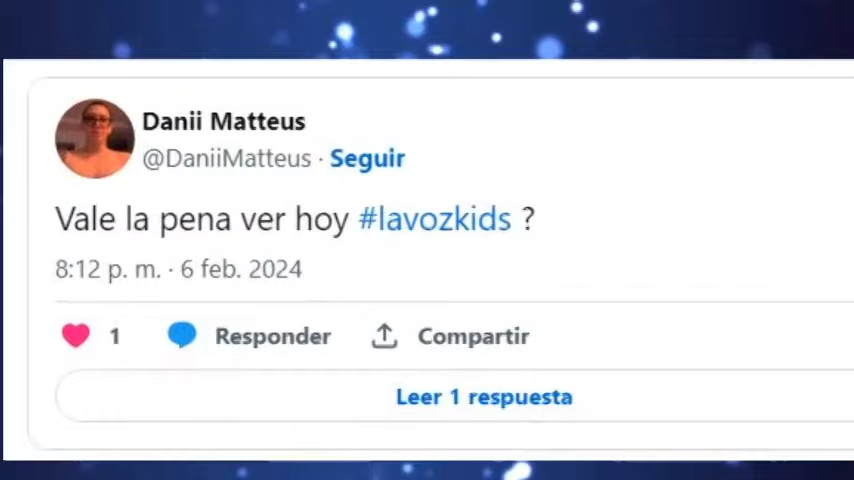 Danii Matteus
@DaniiMatteus · Seguir
Vale la pena ver hoy #lavozkids ?
8:12 p. m. · 6 feb. 2024
1 Responder Compartir
Leer 1 respuesta